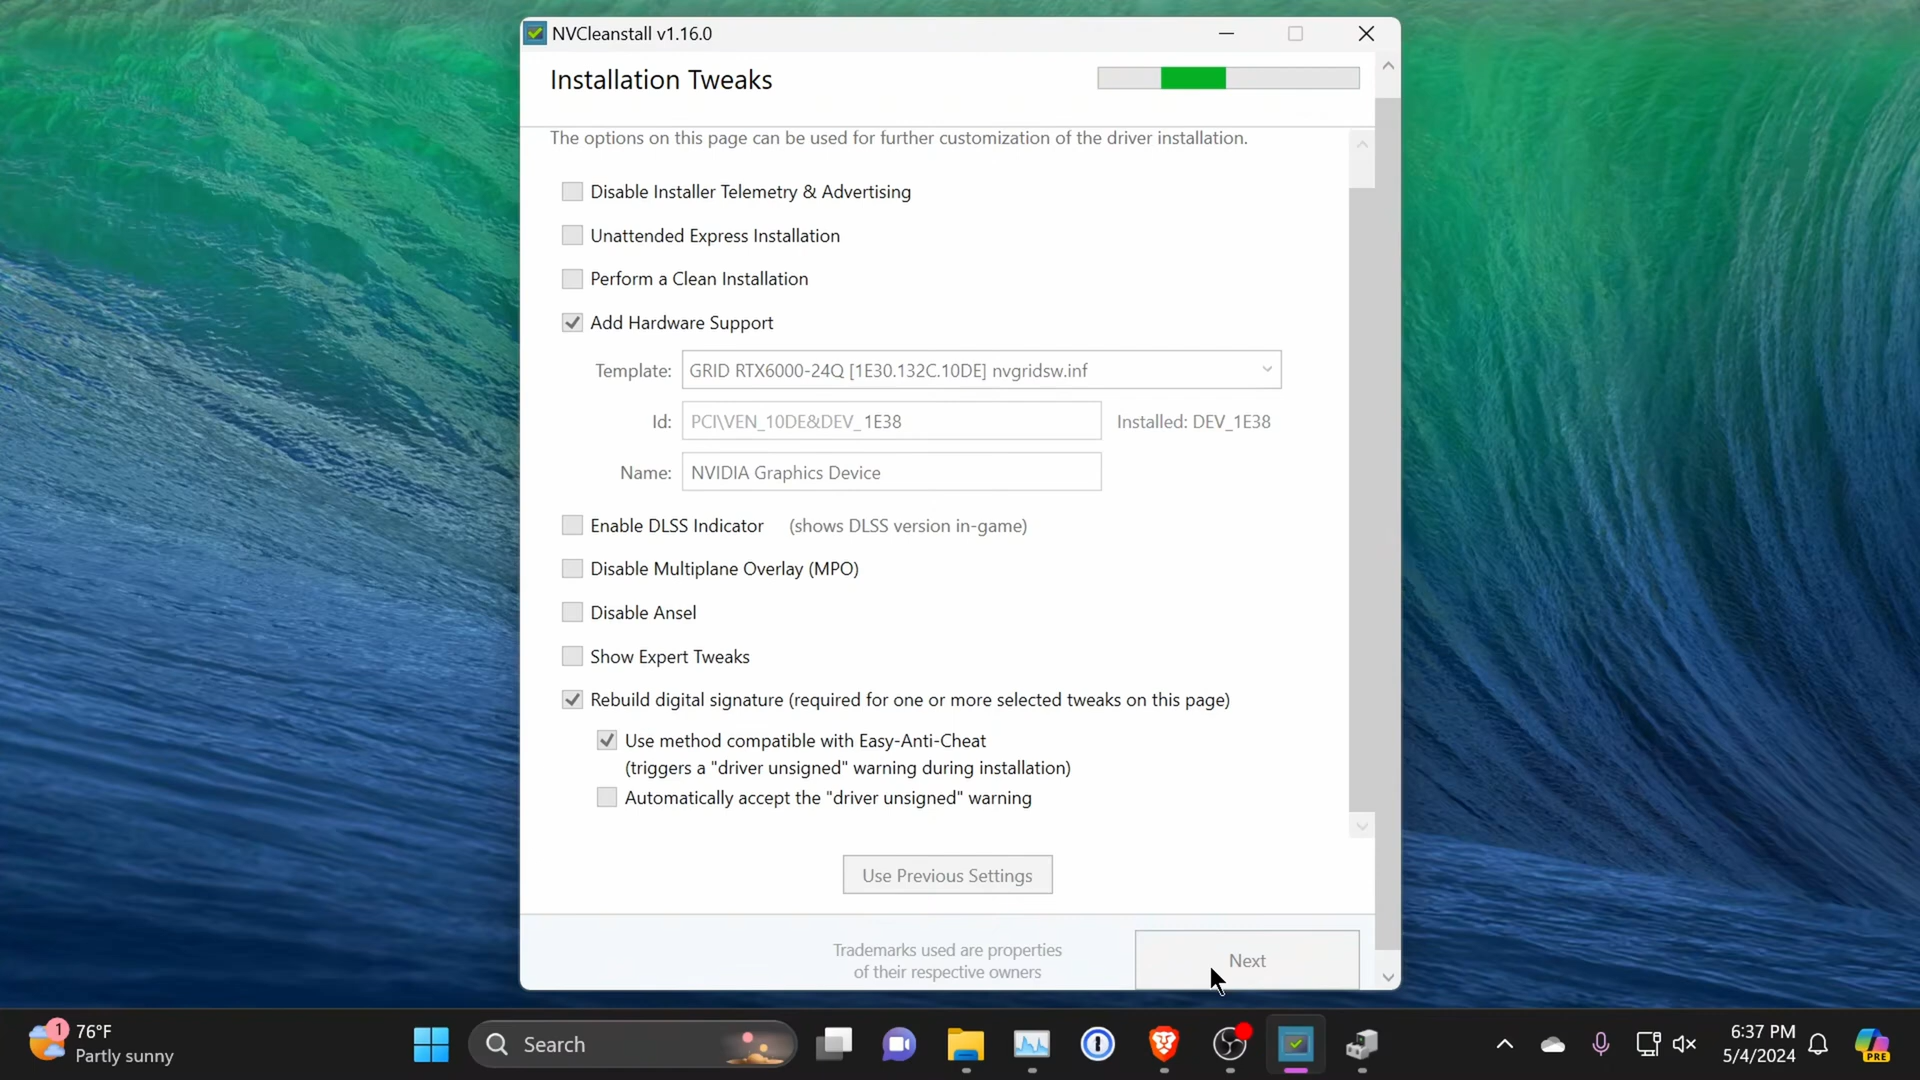 NVCleanstall v1.16.0
Installation Tweaks
The options on this page can be used for further customization of the driver installation.
Disable Installer Telemetry & Advertising
Unattended Express Installation
Perform a Clean Installation
Add Hardware Support
Template: GRID RTX6000-24Q [1E30.132C.10DE] nvgridsw.inf
Id: PCI\VEN_10DE&DEV_ 1E38 Installed: DEV_1E38
Name: NVIDIA Graphics Device
Enable DLSS Indicator (shows DLSS version in-game)
Disable Multiplane Overlay (MPO)
Disable Ansel
Show Expert Tweaks
Rebuild digital signature (required for one or more selected tweaks on this page)
Use method compatible with Easy-Anti-Cheat
(triggers a "driver unsigned" warning during installation)
Automatically accept the "driver unsigned" warning
Use Previous Settings
Trademarks used are properties
of their respective owners
Next
1
76°F
Partly sunny
Search
6:37 PM
5/4/2024
PRE